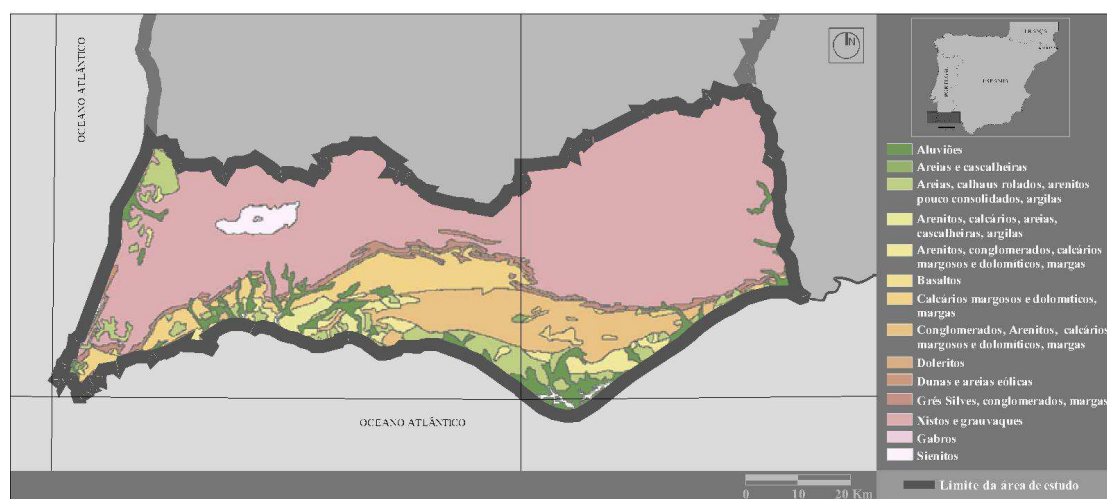 OCEANO ATLÂNTICO
N
FRANÇA
PORTUGAL
ESPANHA
Aluviões
Areias e cascalheiras
Areias, calhaus rolados, arenitos
pouco consolidados, argilas
Arenitos, calcários, areias,
cascalheiras, argilas
Arenitos, conglomerados, calcários
margosos e dolomíticos, margas
Basaltos
Calcários margosos e dolomíticos,
margas
Conglomerados, Arenitos, calcários
margosos e dolomíticos, margas
Doleritos
Dunas e areias eólicas
Grés Silves, conglomerados, margas
Xistos e grauvaques
Gabros
Sienitos
OCEANO ATLÂNTICO
0 10 20 Km
Limite da área de estudo